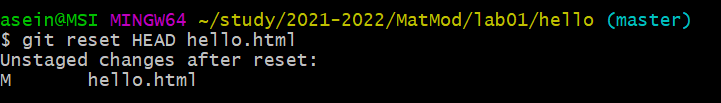 asein@MSI MINGW64 ~/study/2021-2022/MatMod/lab01/hello (master)
$ git reset HEAD hello.html
Unstaged changes after reset:
M       hello.html